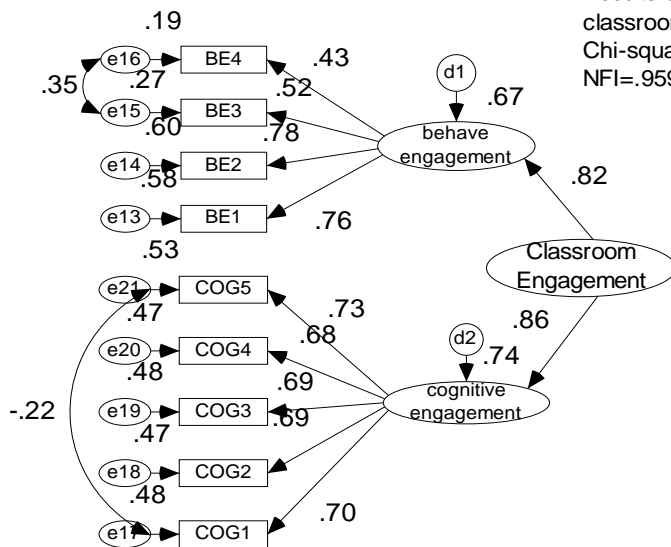 classroom
Chi-squa
NFI=.959
.19
e16
BE4
.43
d1
.27
.35
.52
.67
e15
BE3
.60
.78
behave
engagement
e14
BE2
.58
.82
e13
BE1
.76
.53
Classroom
Engagement
e21
COG5
.47
.73
.86
d2
.68
.74
e20
COG4
.48
.69
cognitive
engagement
-.22
e19
COG3
.69
.47
e18
COG2
.48
.70
e17
COG1